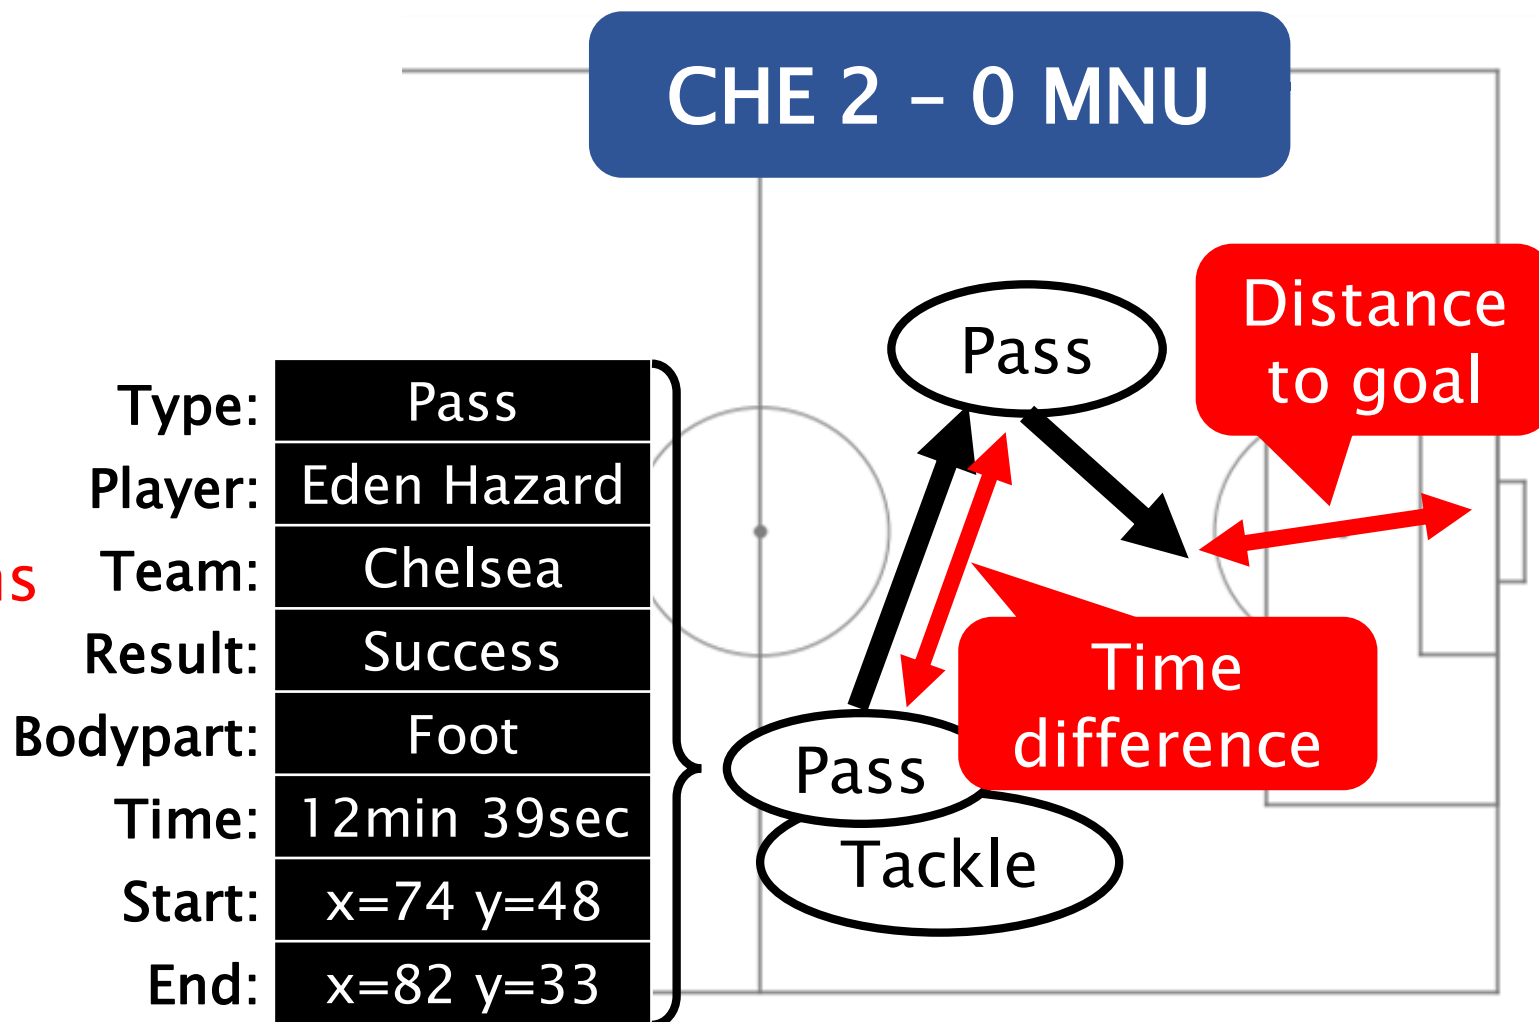 CHE 2 – 0 MNU
Distance
to goal
Pass
Type: Pass
Player: Eden Hazard
Team: Chelsea
Result: Success
Bodypart: Foot
Time: 12min 39sec
Start: x=74 y=48
End: x=82 y=33
Time
difference
Pass
Tackle